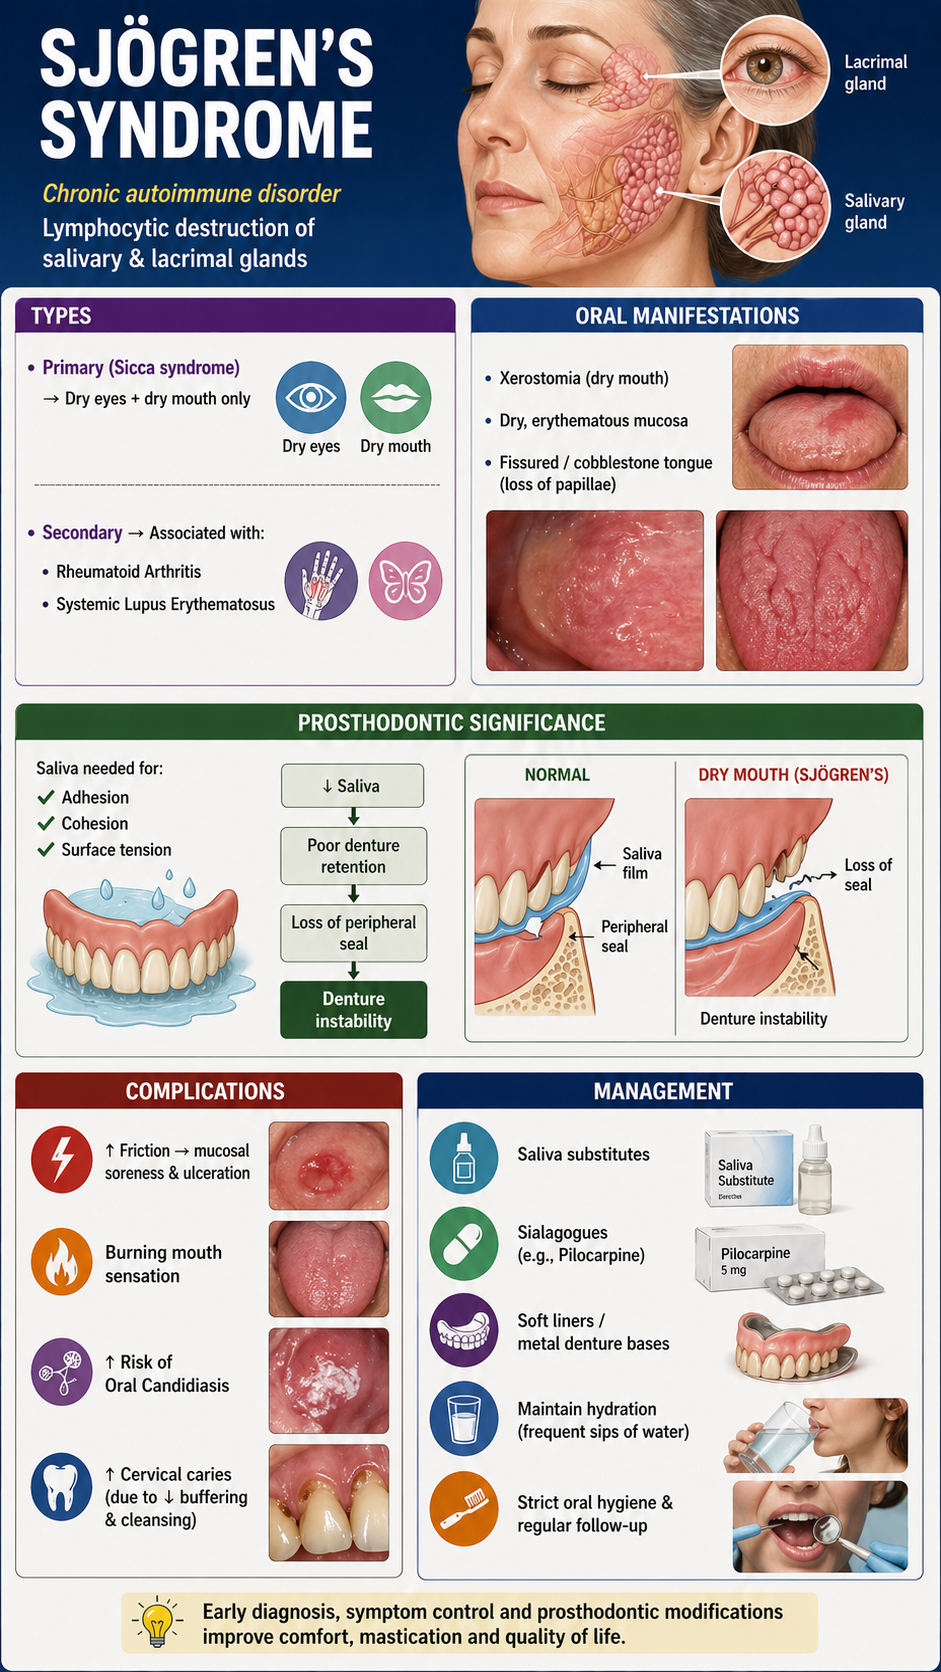 SJÖGREN'S
SYNDROME
Chronic autoimmune disorder
Lymphocytic destruction of
salivary & lacrimal glands
Lacrimal
gland
Salivary
gland
TYPES
• Primary (Sicca syndrome)
→ Dry eyes + dry mouth only
Dry eyes
Dry mouth
• Secondary → Associated with:
• Rheumatoid Arthritis
• Systemic Lupus Erythematosus
ORAL MANIFESTATIONS
• Xerostomia (dry mouth)
• Dry, erythematous mucosa
• Fissured / cobblestone tongue
(loss of papillae)
PROSTHODONTIC SIGNIFICANCE
Saliva needed for:
✓ Adhesion
✓ Cohesion
✓ Surface tension
↓ Saliva
Poor denture
retention
Loss of peripheral
seal
Denture
instability
NORMAL
Saliva
film
Peripheral
seal
DRY MOUTH (SJÖGREN'S)
Loss of
seal
Denture instability
COMPLICATIONS
↑ Friction → mucosal
soreness & ulceration
Burning mouth
sensation
↑ Risk of
Oral Candidiasis
↑ Cervical caries
(due to ↓ buffering
& cleansing)
MANAGEMENT
Saliva substitutes
Saliva
Substitute
Sialagogues
(e.g., Pilocarpine)
Pilocarpine
5 mg
Soft liners /
metal denture bases
Maintain hydration
(frequent sips of water)
Strict oral hygiene &
regular follow-up
Early diagnosis, symptom control and prosthodontic modifications
improve comfort, mastication and quality of life.